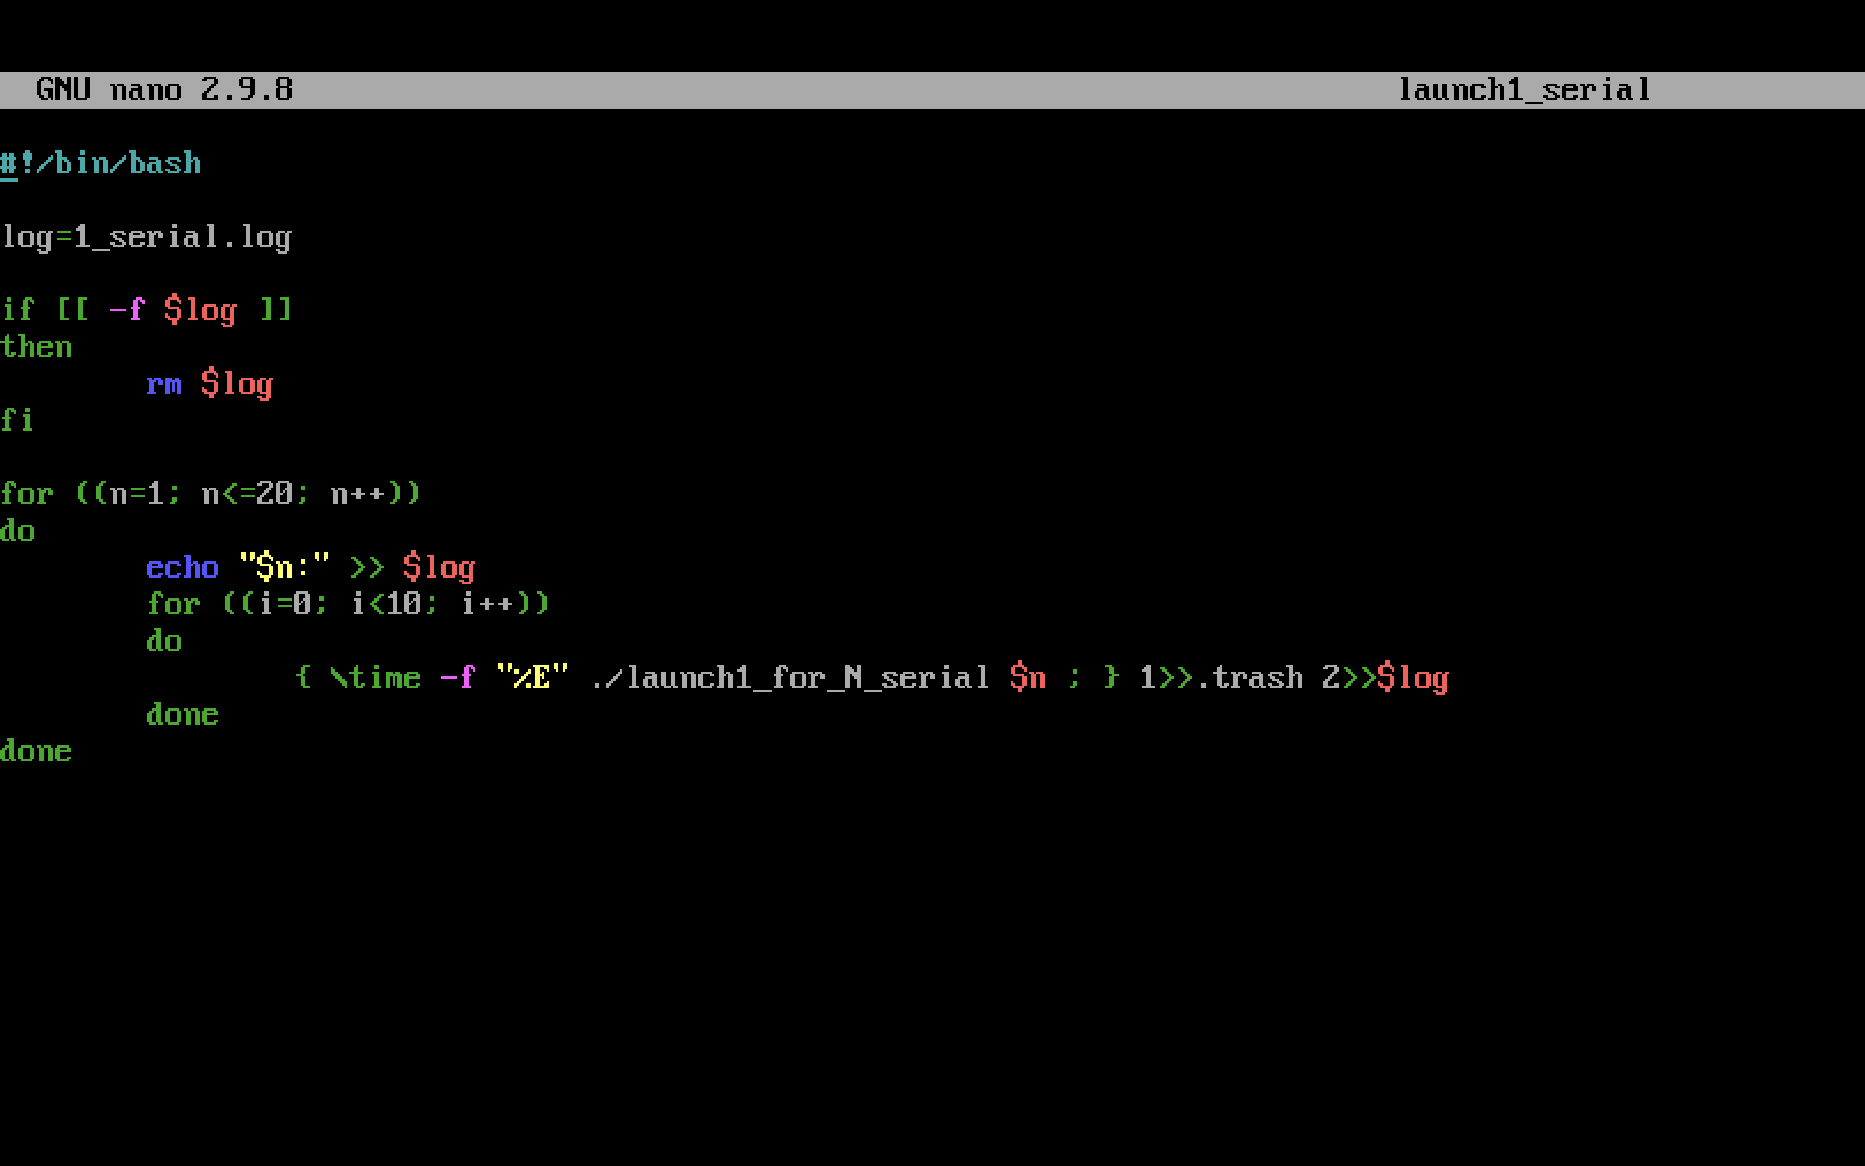 GNU nano 2.9.8 launch1_serial
#!/bin/bash
log=1_serial.log
if [[ -f $log ]]
then
rm $log
fi
for ((n=1; n<=20; n++))
do
echo "$n:" >> $log
for ((i=0; i<10; i++))
do
{ \time -f "%E" ./launch1_for_N_serial $n ; } 1>>.trash 2>>$log
done
done